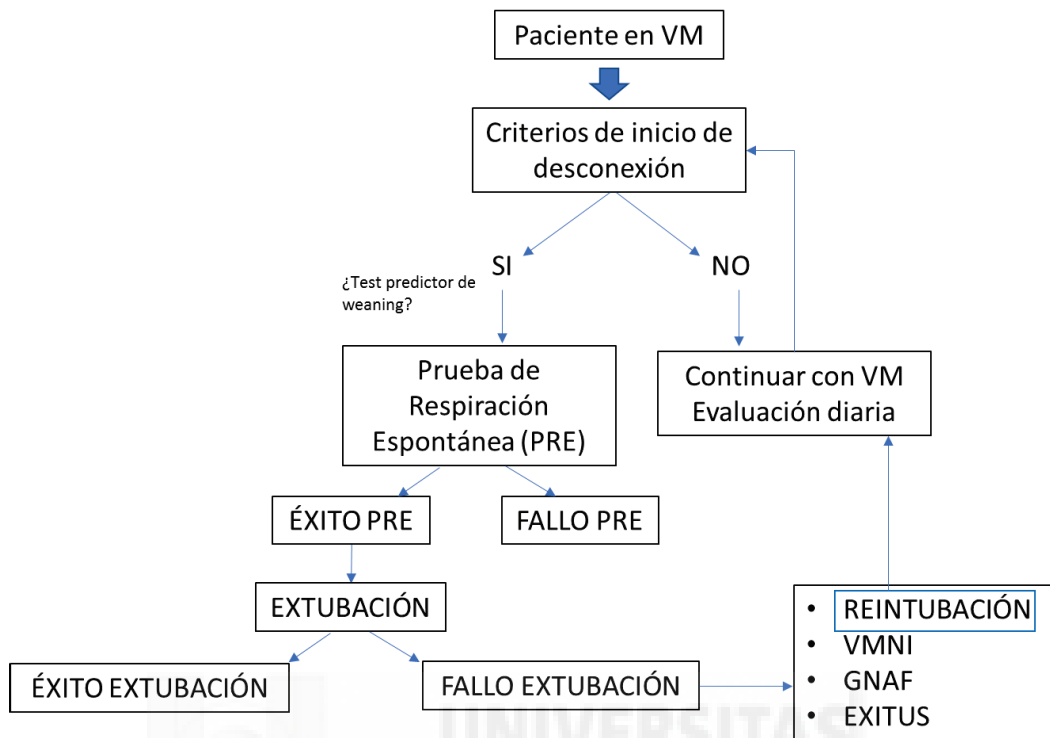 Paciente en VM
Criterios de inicio de
desconexión
SI
NO
¿Test predictor de
weaning?
Prueba de
Respiración
Espontánea (PRE)
Continuar con VM
Evaluación diaria
ÉXITO PRE
FALLO PRE
EXTUBACIÓN
ÉXITO EXTUBACIÓN
FALLO EXTUBACIÓN
• REINTUBACIÓN
• VMNI
• GNAF
• EXITUS
UNIVERSITAS